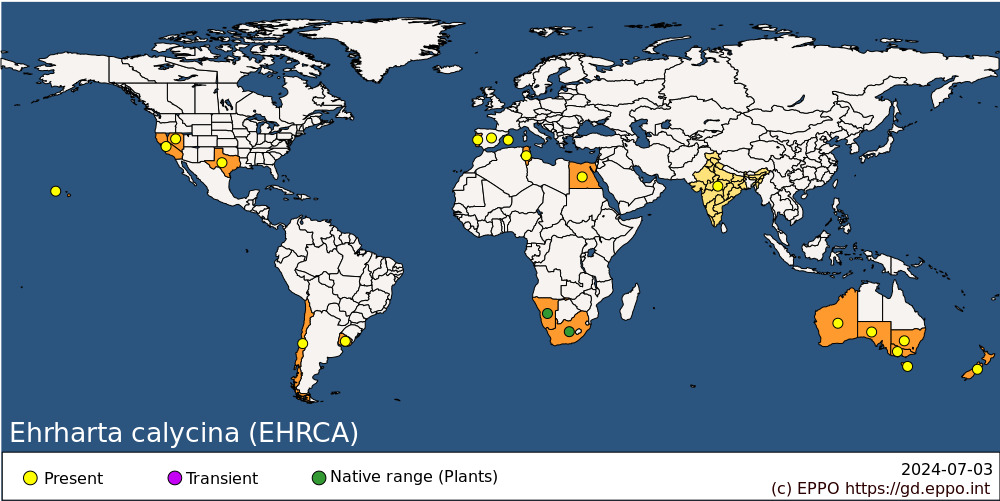 Ehrharta calycina (EHRCA)
Present
Transient
Native range (Plants)
2024-07-03
(c) EPPO https://gd.eppo.int